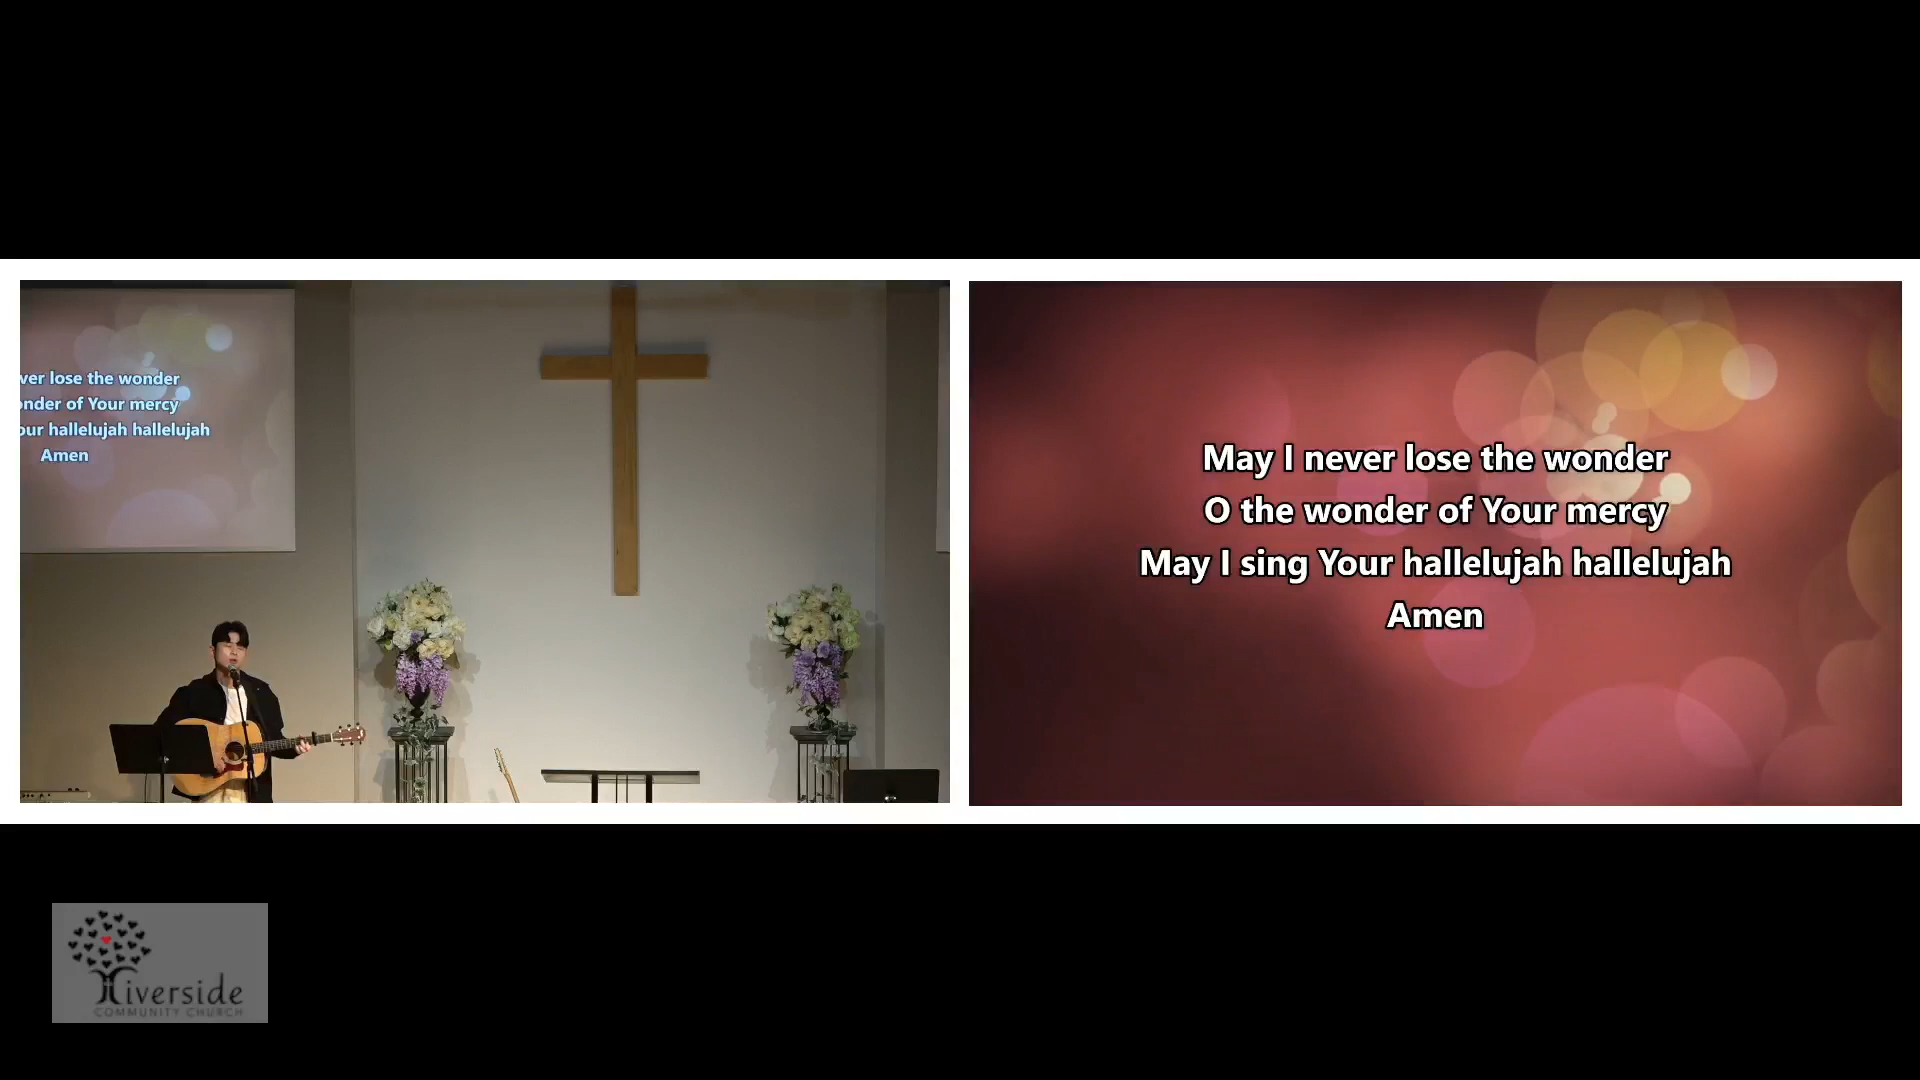 ver lose the wonder
onder of Your mercy
our hallelujah hallelujah
Amen
May I never lose the wonder
O the wonder of Your mercy
May I sing Your hallelujah hallelujah
Amen
Riverside
COMMUNITY CHURCH